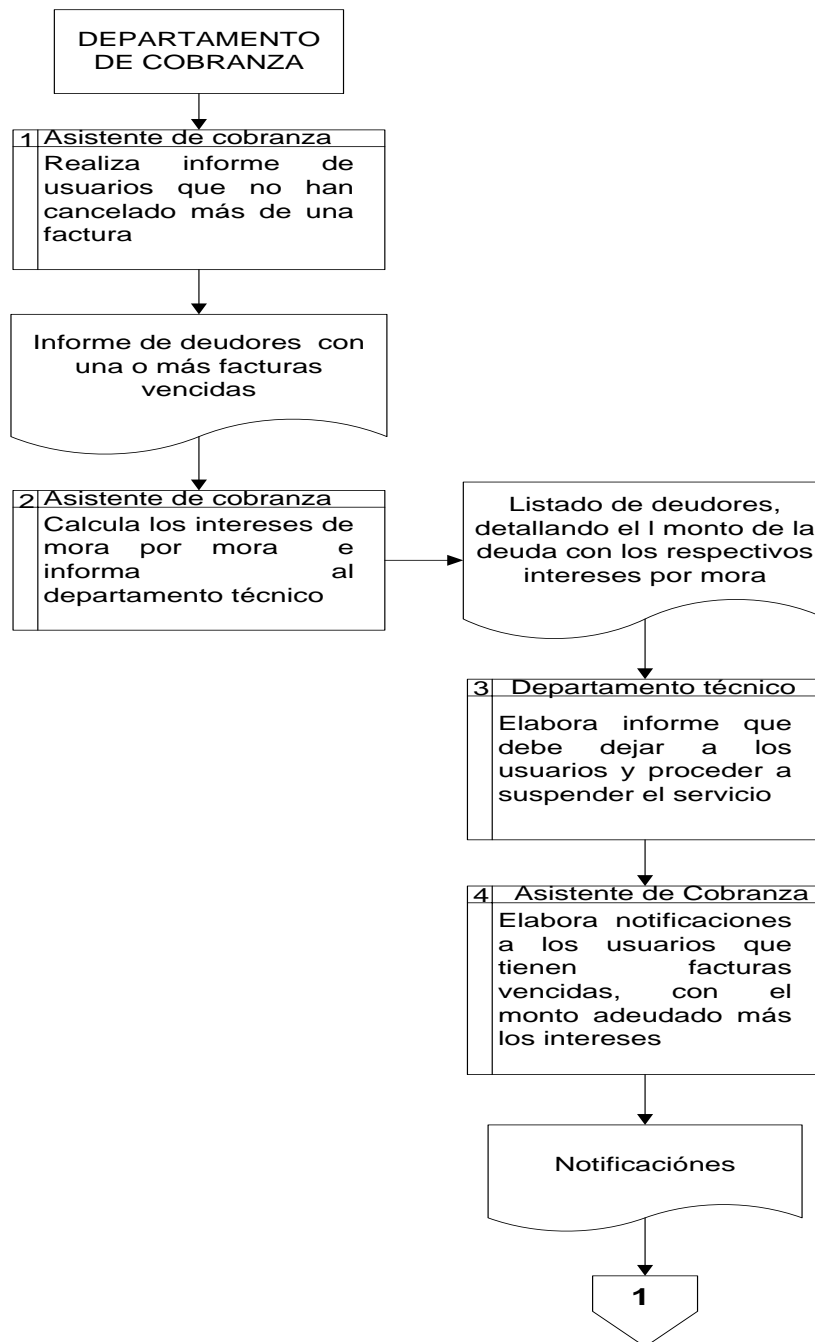 DEPARTAMENTO
DE COBRANZA
1 Asistente de cobranza
Realiza informe de
usuarios que no han
cancelado más de una
factura
Informe de deudores con
una o más facturas
vencidas
2 Asistente de cobranza
Calcula los intereses de
mora por mora e
informa al
departamento técnico
Listado de deudores,
detallando el l monto de la
deuda con los respectivos
intereses por mora
3 Departamento técnico
Elabora informe que
debe dejar a los
usuarios y proceder a
suspender el servicio
4 Asistente de Cobranza
Elabora notificaciones
a los usuarios que
tienen facturas
vencidas, con el
monto adeudado más
los intereses
Notificaciónes
1